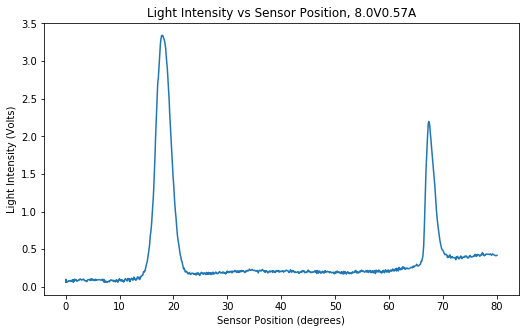 Light Intensity vs Sensor Position, 8.0V0.57A
3.5
3.0
2.5
2.0
1.5
1.0
0.5
0.0
Light Intensity (Volts)
0 10 20 30 40 50 60 70 80
Sensor Position (degrees)